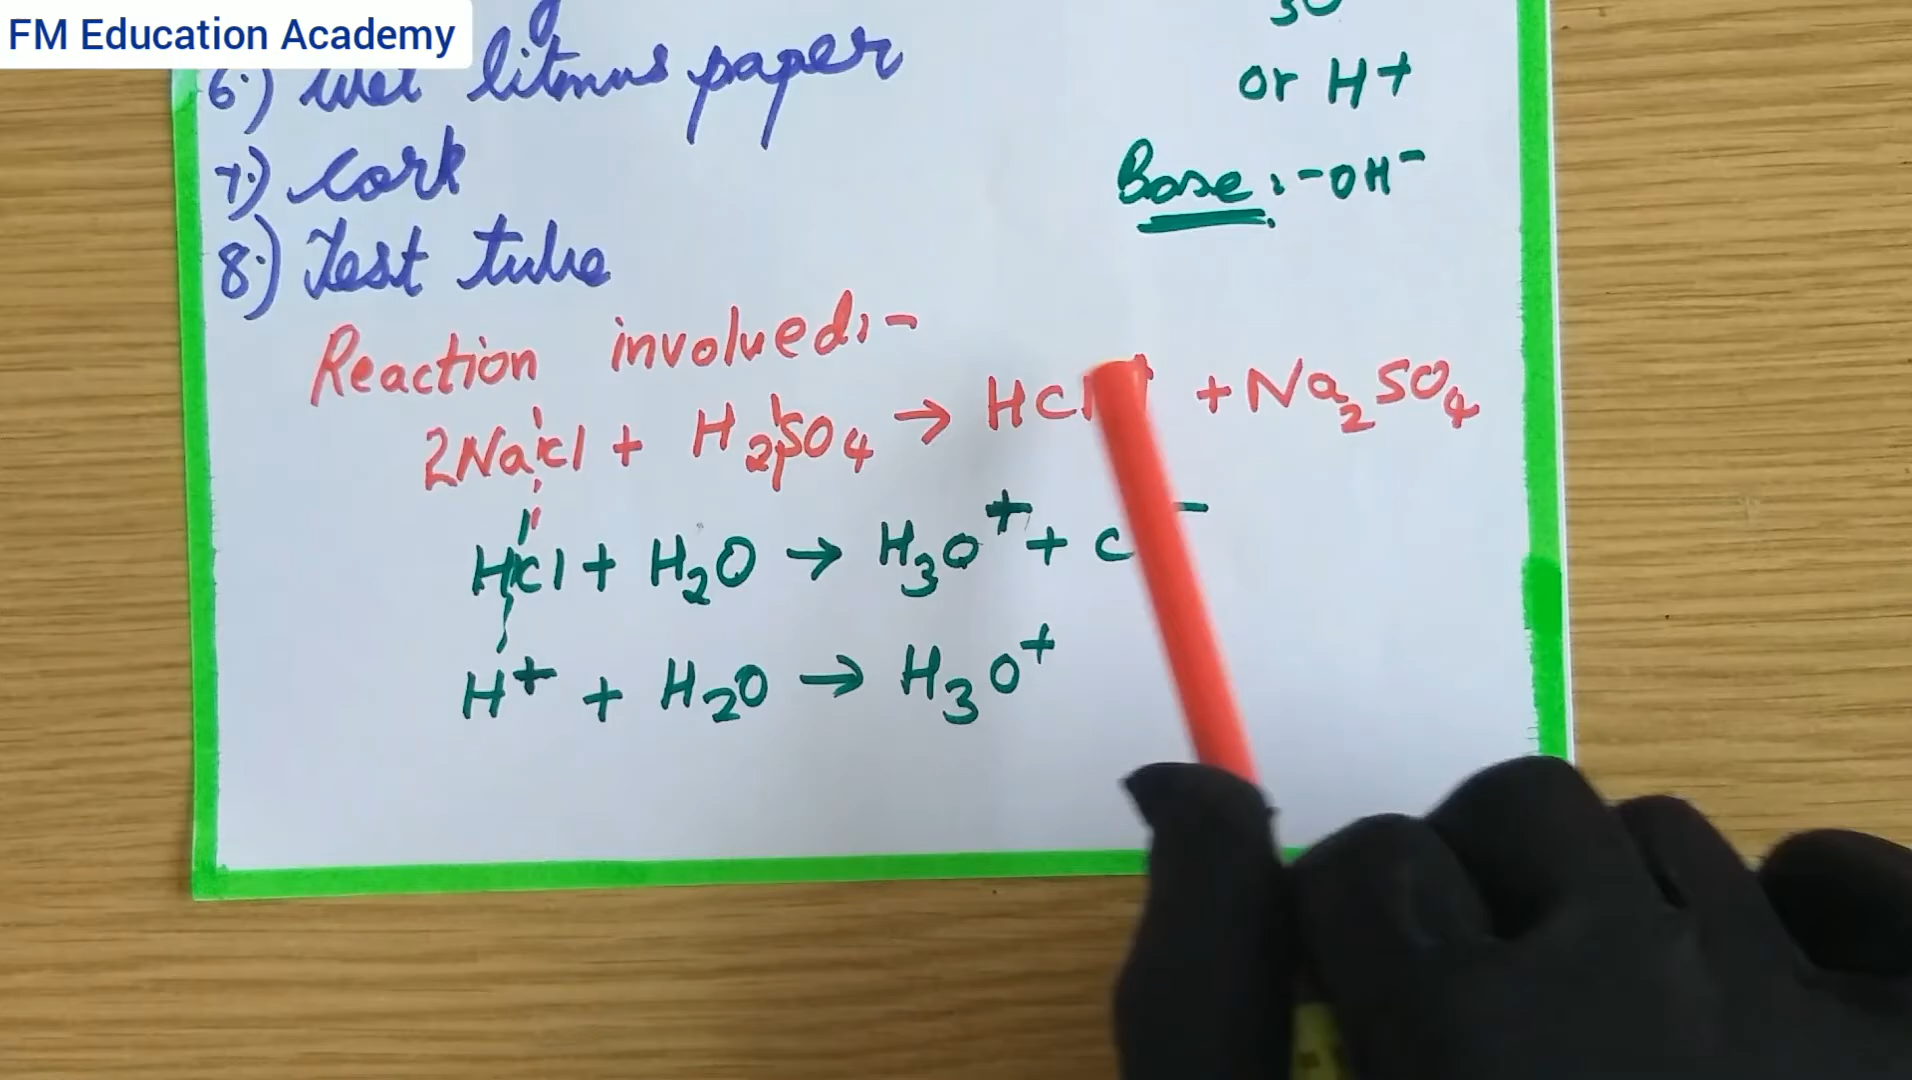 FM Education Academy
6.) wet litmus paper
7.) cork
8.) Test tube
or H+
Base :-OH⁻
Reaction involved:-
2NaCl + H₂SO₄ → HCl + Na₂SO₄
HCl + H₂O → H₃O⁺ +
H⁺ + H₂O → H₃O⁺